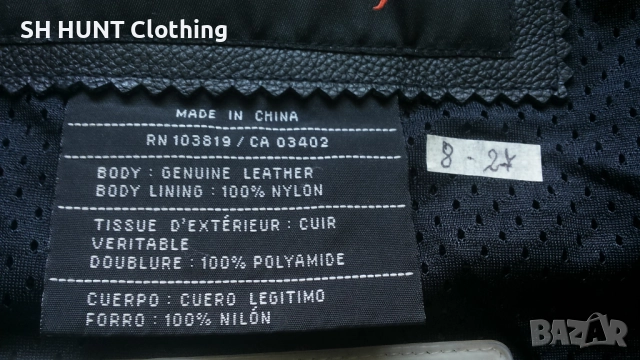 SH HUNT Clothing
MADE IN CHINA
RN 103819 / CA 03402
BODY : GENUINE LEATHER
BODY LINING : 100% NYLON
TISSUE D'EXTÉRIEUR : CUIR
VERITABLE
DOUBLURE : 100% POLYAMIDE
CUERPO : CUERO LEGITIMO
FORRO : 100% NILÓN
8 - 27
BAZAR